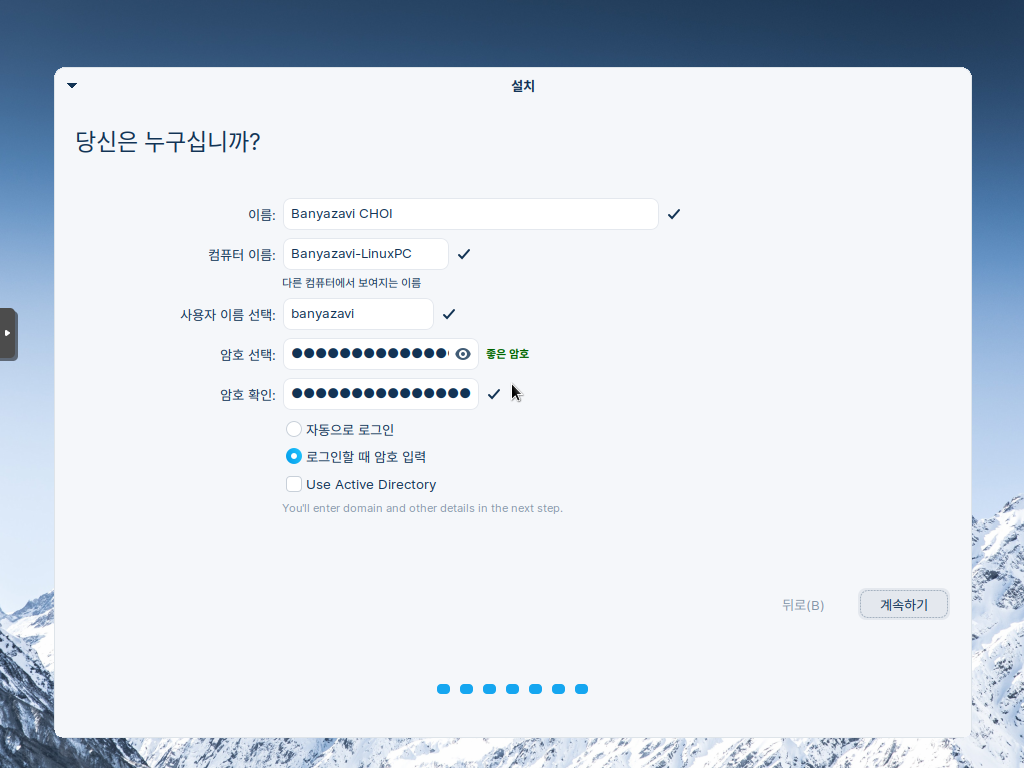 설치
당신은 누구십니까?
이름: Banyazavi CHOI
컴퓨터 이름: Banyazavi-LinuxPC
다른 컴퓨터에서 보여지는 이름
사용자 이름 선택: banyazavi
암호 선택: 좋은 암호
암호 확인:
자동으로 로그인
로그인할 때 암호 입력
Use Active Directory
You'll enter domain and other details in the next step.
뒤로(B) 계속하기